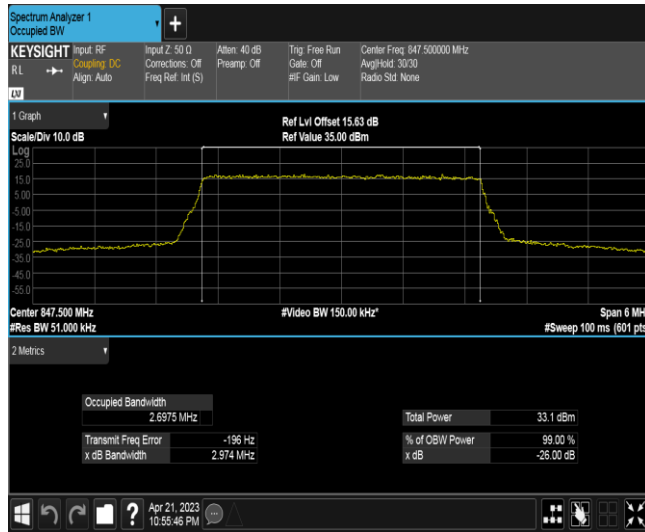 Spectrum Analyzer 1
Occupied BW
+
KEYSIGHT Input: RF Input Z: 50 Ω Atten: 40 dB Trig: Free Run Center Freq: 847.500000 MHz
RL Coupling: DC Corrections: Off Preamp: Off Gate: Off Avg|Hold: 30/30
Align: Auto Freq Ref: Int (S) #IF Gain: Low Radio Std: None
LXI
1 Graph Ref Lvl Offset 15.63 dB
Scale/Div 10.0 dB Ref Value 35.00 dBm
Log
25.0
15.0
5.00
-5.00
-15.0
-25.0
-35.0
-45.0
-55.0
Center 847.500 MHz #Video BW 150.00 kHz* Span 6 MH
#Res BW 51.000 kHz #Sweep 100 ms (601 pts
2 Metrics
Occupied Bandwidth
2.6975 MHz Total Power 33.1 dBm
Transmit Freq Error -196 Hz % of OBW Power 99.00 %
x dB Bandwidth 2.974 MHz x dB -26.00 dB
? Apr 21, 2023
10:55:46 PM